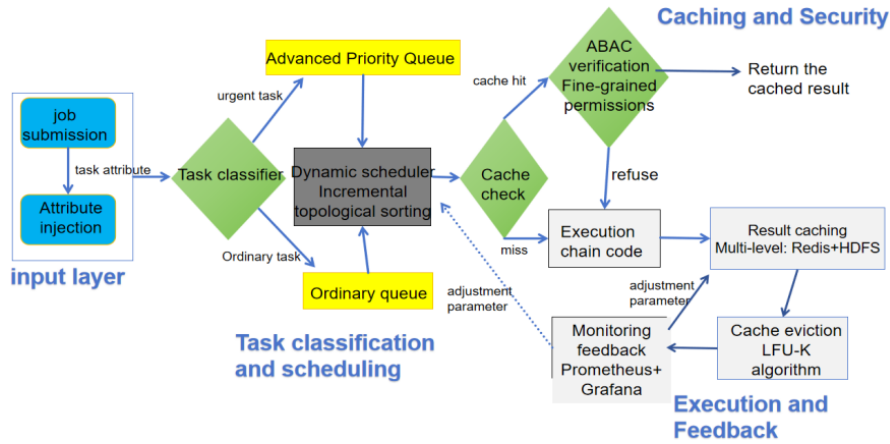 Caching and Security
Advanced Priority Queue
ABAC
verification
Fine-grained
permissions
cache hit
Return the
cached result
urgent task
job
submission
task attribute
Attribute
injection
input layer
Task classifier
Dynamic scheduler
Incremental
topological sorting
Cache
check
refuse
Ordinary task
miss
Execution
chain code
Result caching
Multi-level: Redis+HDFS
Ordinary queue
adjustment
parameter
adjustment
parameter
Task classification
and scheduling
Monitoring
feedback
Prometheus+
Grafana
Cache eviction
LFU-K
algorithm
Execution and
Feedback